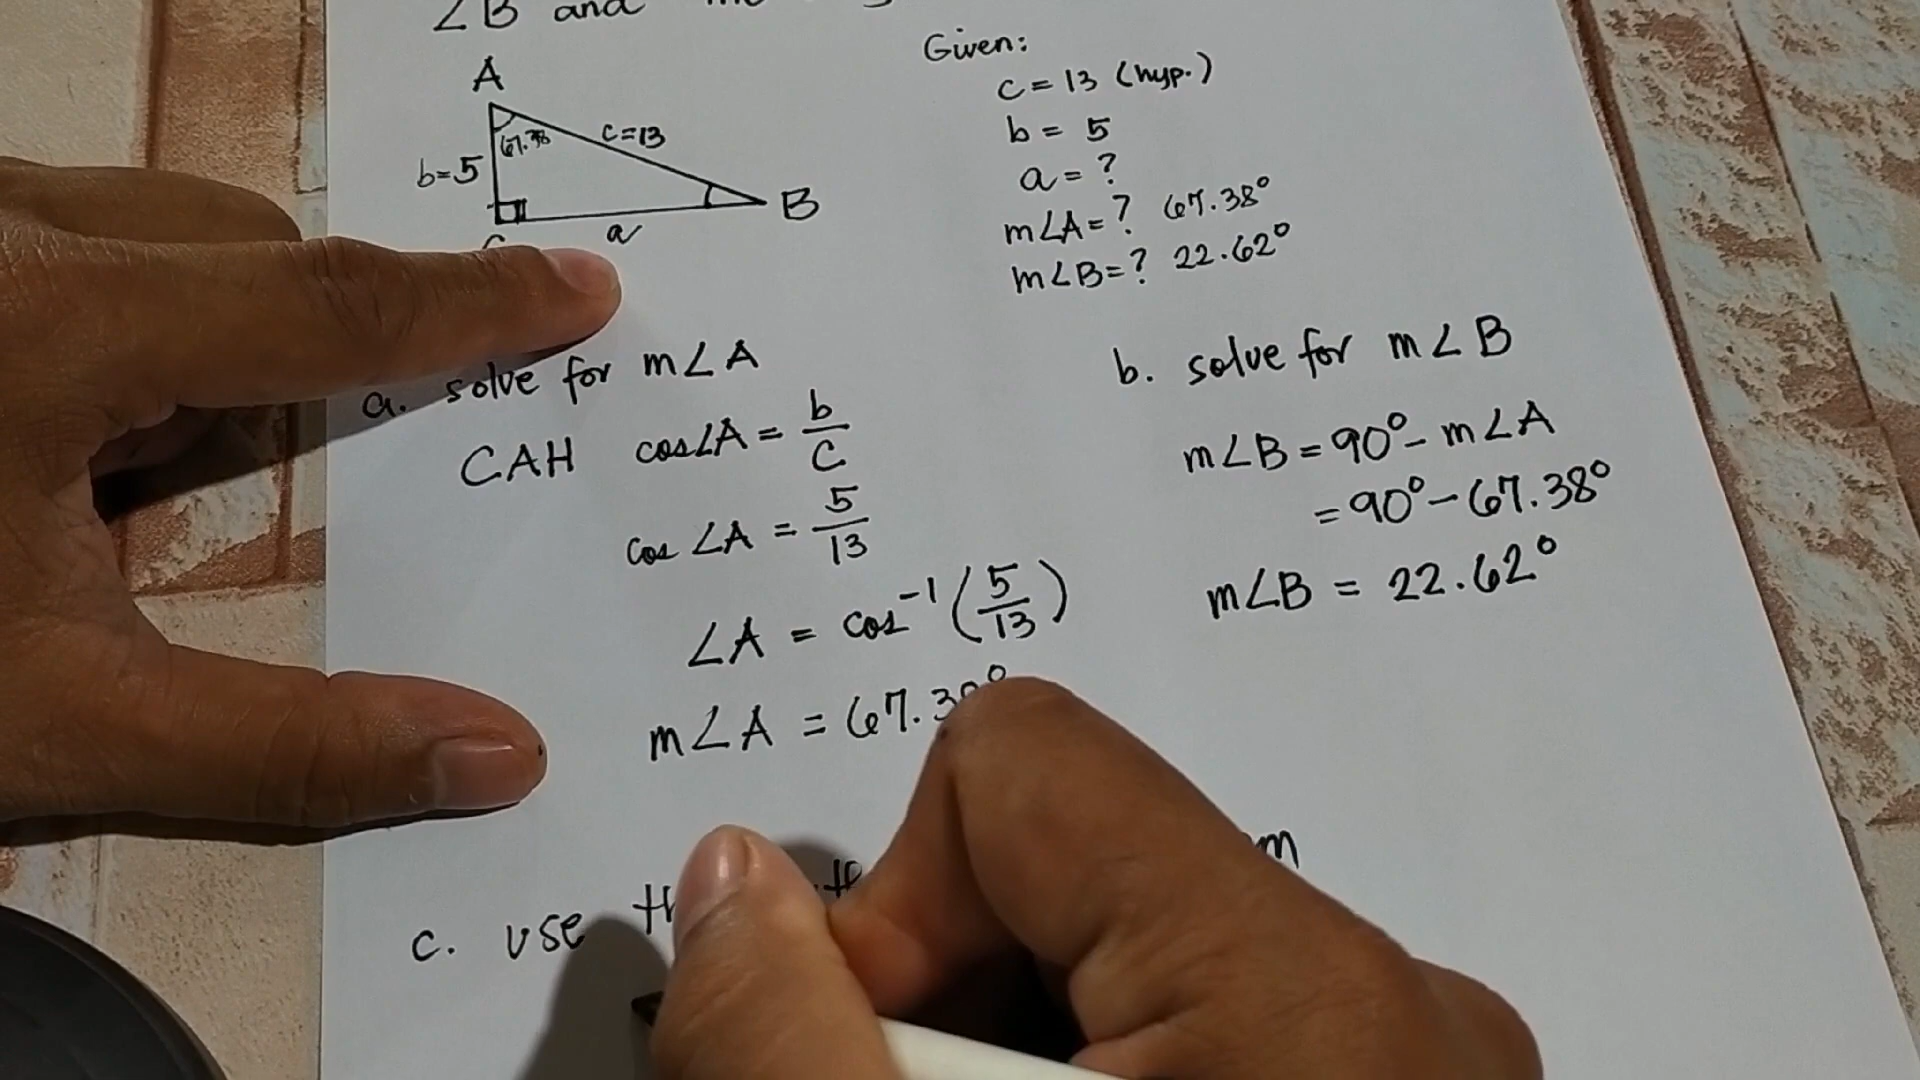 ∠B and
Given:
A
c = 13 (hyp.)
67.38
c=13
b = 5
b=5
a = ?
B
m∠A = ? 67.38°
a
m∠B = ? 22.62°
a. solve for m∠A
b. solve for m∠B
CAH cos∠A = b/c
m∠B = 90° - m∠A
cos ∠A = 5/13
= 90° - 67.38°
∠A = cos⁻¹ (5/13)
m∠B = 22.62°
m∠A = 67.38°
c. use